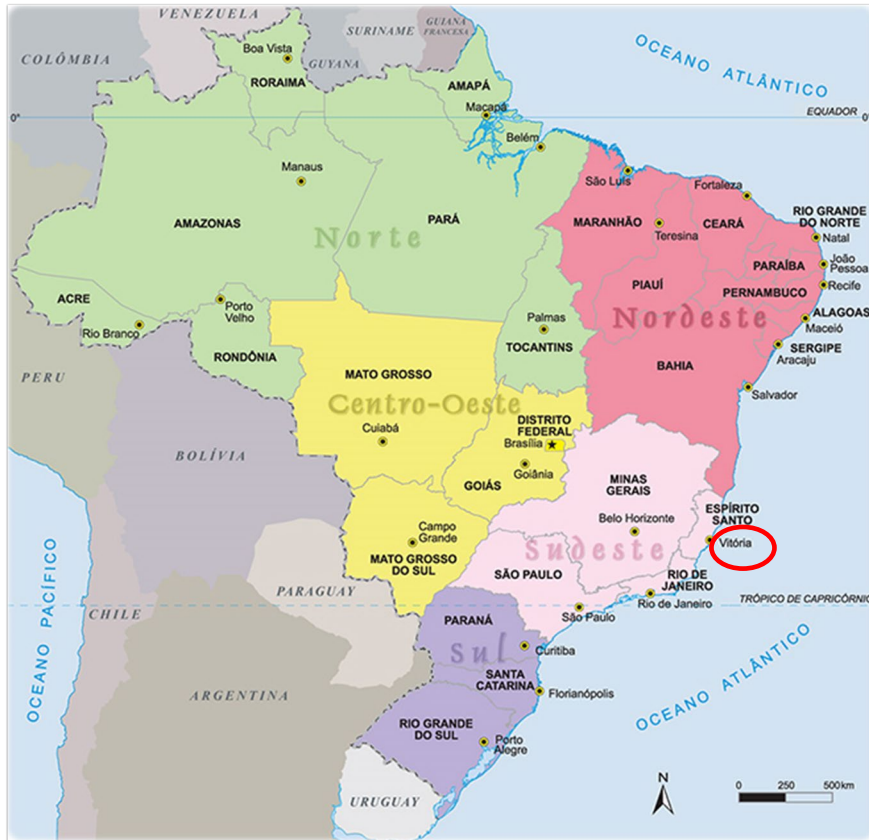 VENEZUELA
SURINAME
GUIANA
FRANCESA
COLÔMBIA
GUYANA
Boa Vista
RORAIMA
AMAPÁ
Macapá
OCEANO ATLÂNTICO
EQUADOR
0°
0°
Belém
Manaus
São Luís
Fortaleza
AMAZONAS
PARÁ
Norte
MARANHÃO
Teresina
CEARÁ
RIO GRANDE
DO NORTE
Natal
João
Pessoa
PARAÍBA
PIAUÍ
Recife
PERNAMBUCO
ACRE
Rio Branco
Porto
Velho
RONDÔNIA
Palmas
TOCANTINS
Nordeste
ALAGOAS
Maceió
SERGIPE
Aracaju
BAHIA
Salvador
PERU
MATO GROSSO
Centro-Oeste
Cuiabá
DISTRITO
FEDERAL
Brasília
Goiânia
GOIÁS
BOLÍVIA
MINAS
GERAIS
Belo Horizonte
ESPÍRITO
SANTO
Vitória
Campo
Grande
MATO GROSSO
DO SUL
Sudeste
SÃO PAULO
São Paulo
RIO DE
JANEIRO
Rio de Janeiro
TRÓPICO DE CAPRICÓRNIO
OCEANO PACÍFICO
CHILE
PARAGUAY
PARANÁ
Sul
Curitiba
SANTA
CATARINA
Florianópolis
ARGENTINA
RIO GRANDE
DO SUL
Porto
Alegre
OCEANO ATLÂNTICO
URUGUAY
N
0 250 500km